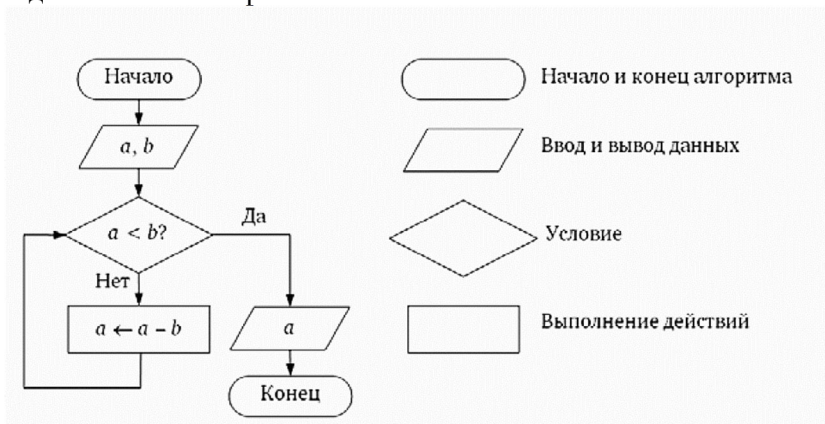 Начало
a, b
a < b?
Да
Нет
a ← a – b
a
Конец
Начало и конец алгоритма
Ввод и вывод данных
Условие
Выполнение действий